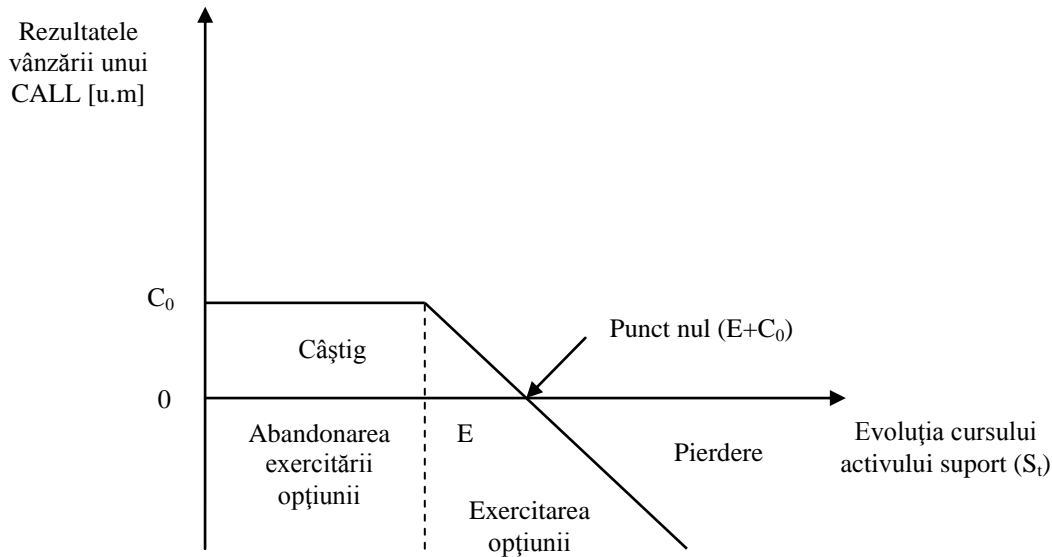 Rezultatele
vânzării unui
CALL [u.m]
C₀
Câştig
Punct nul (E+C₀)
0
Abandonarea
exercitării
opţiunii
E
Pierdere
Evoluţia cursului
activului suport (Sₜ)
Exercitarea
opţiunii